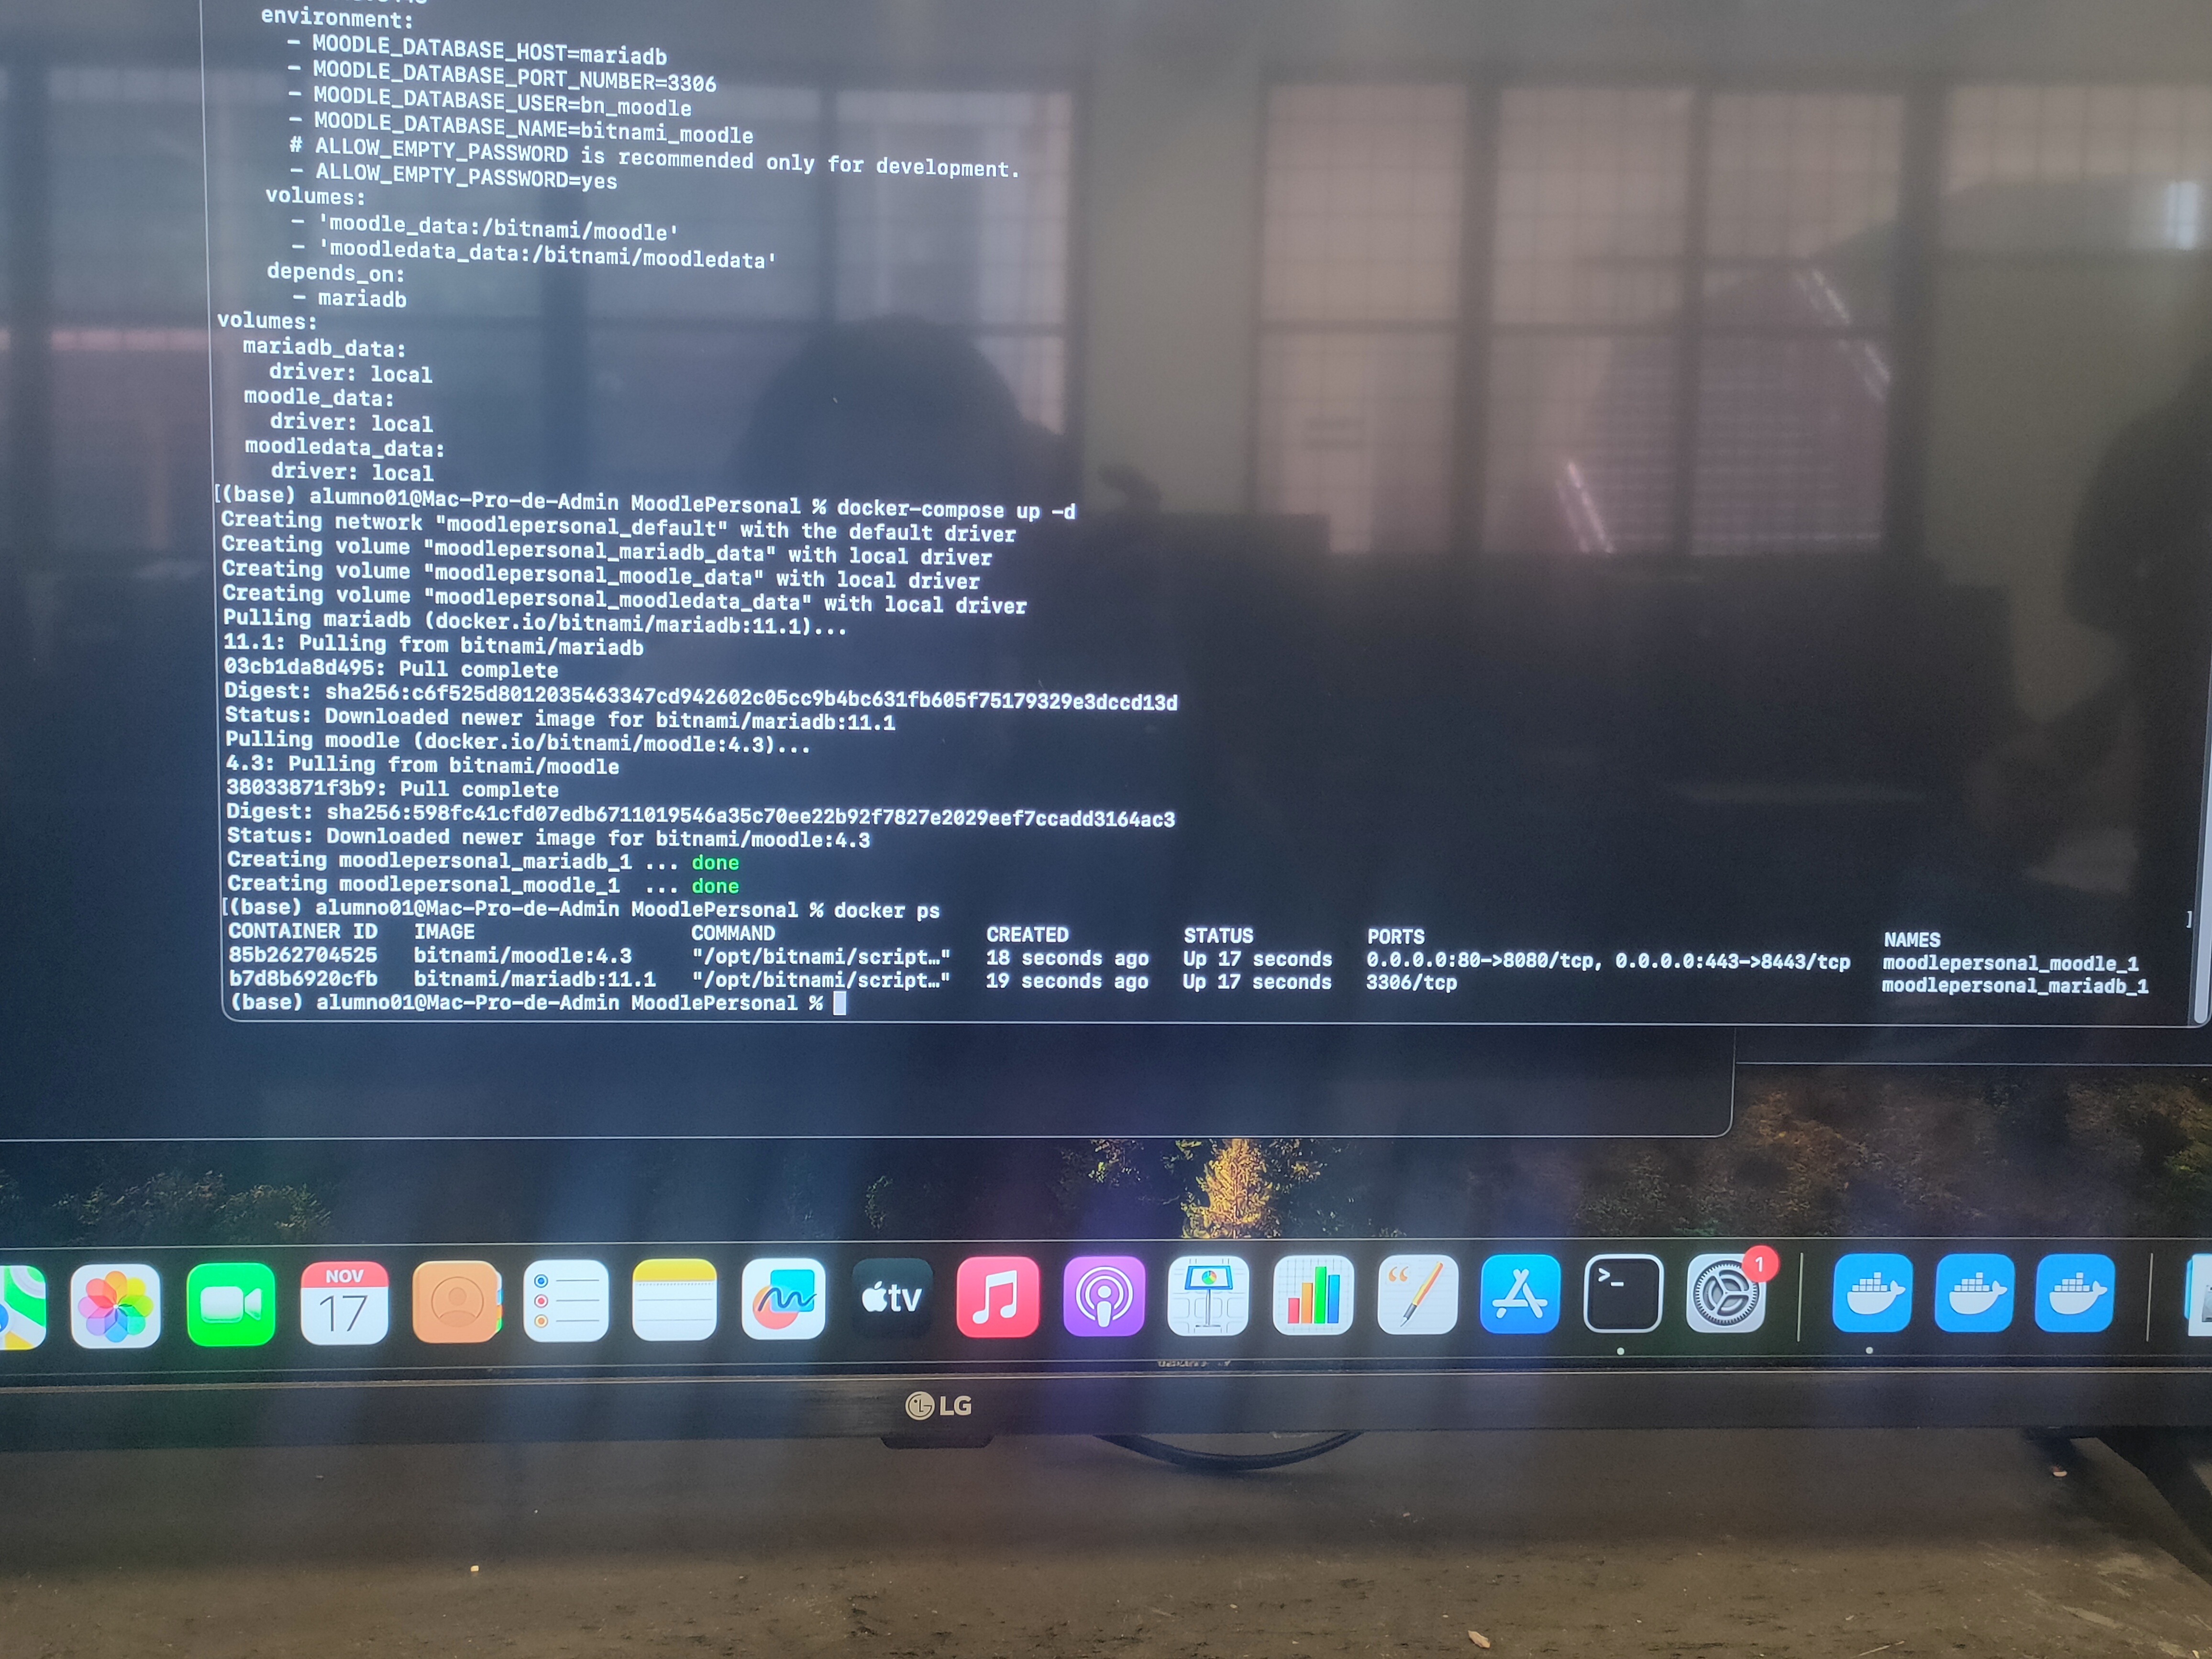 environment:
- MOODLE_DATABASE_HOST=mariadb
- MOODLE_DATABASE_PORT_NUMBER=3306
- MOODLE_DATABASE_USER=bn_moodle
- MOODLE_DATABASE_NAME=bitnami_moodle
# ALLOW_EMPTY_PASSWORD is recommended only for development.
- ALLOW_EMPTY_PASSWORD=yes
volumes:
- 'moodle_data:/bitnami/moodle'
- 'moodledata_data:/bitnami/moodledata'
depends_on:
- mariadb
volumes:
mariadb_data:
driver: local
moodle_data:
driver: local
moodledata_data:
driver: local
[(base) alumno01@Mac-Pro-de-Admin MoodlePersonal % docker-compose up -d
Creating network "moodlepersonal_default" with the default driver
Creating volume "moodlepersonal_mariadb_data" with local driver
Creating volume "moodlepersonal_moodle_data" with local driver
Creating volume "moodlepersonal_moodledata_data" with local driver
Pulling mariadb (docker.io/bitnami/mariadb:11.1)...
11.1: Pulling from bitnami/mariadb
03cb1da8d495: Pull complete
Digest: sha256:c6f525d8012035463347cd942602c05cc9b4bc631fb605f75179329e3dccd13d
Status: Downloaded newer image for bitnami/mariadb:11.1
Pulling moodle (docker.io/bitnami/moodle:4.3)...
4.3: Pulling from bitnami/moodle
38033871f3b9: Pull complete
Digest: sha256:598fc41cfd07edb6711019546a35c70ee22b92f7827e2029eef7ccadd3164ac3
Status: Downloaded newer image for bitnami/moodle:4.3
Creating moodlepersonal_mariadb_1 ... done
Creating moodlepersonal_moodle_1 ... done
[(base) alumno01@Mac-Pro-de-Admin MoodlePersonal % docker ps ]
CONTAINER ID IMAGE COMMAND CREATED STATUS PORTS NAMES
85b262704525 bitnami/moodle:4.3 "/opt/bitnami/script…" 18 seconds ago Up 17 seconds 0.0.0.0:80->8080/tcp, 0.0.0.0:443->8443/tcp moodlepersonal_moodle_1
b7d8b6920cfb bitnami/mariadb:11.1 "/opt/bitnami/script…" 19 seconds ago Up 17 seconds 3306/tcp moodlepersonal_mariadb_1
(base) alumno01@Mac-Pro-de-Admin MoodlePersonal %
NOV
17
tv
>_
1
LG